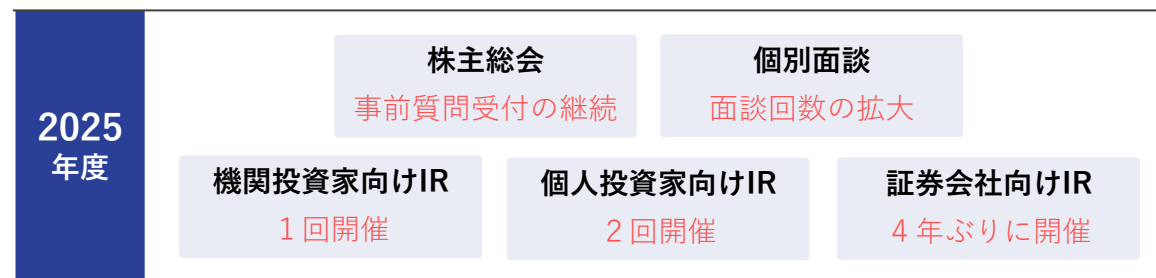 2025
年度
株主総会
事前質問受付の継続
個別面談
面談回数の拡大
機関投資家向けIR
1回開催
個人投資家向けIR
2回開催
証券会社向けIR
4年ぶりに開催